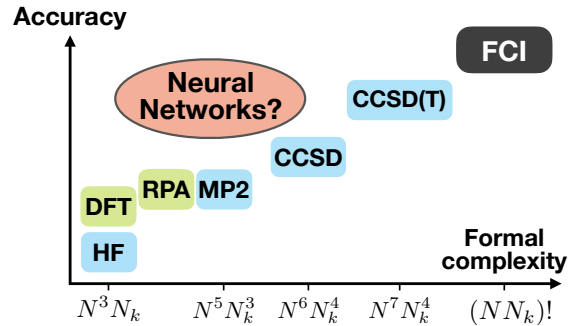 Accuracy
FCI
Neural
Networks?
CCSD(T)
CCSD
RPA
MP2
DFT
HF
Formal
complexity
N³N_k
N⁵N_k³
N⁶N_k⁴
N⁷N_k⁴
(NN_k)!